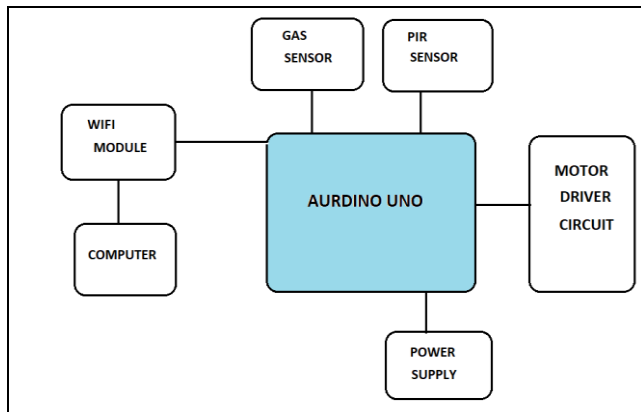 GAS
SENSOR
PIR
SENSOR
WIFI
MODULE
AURDINO UNO
MOTOR
DRIVER
CIRCUIT
COMPUTER
POWER
SUPPLY